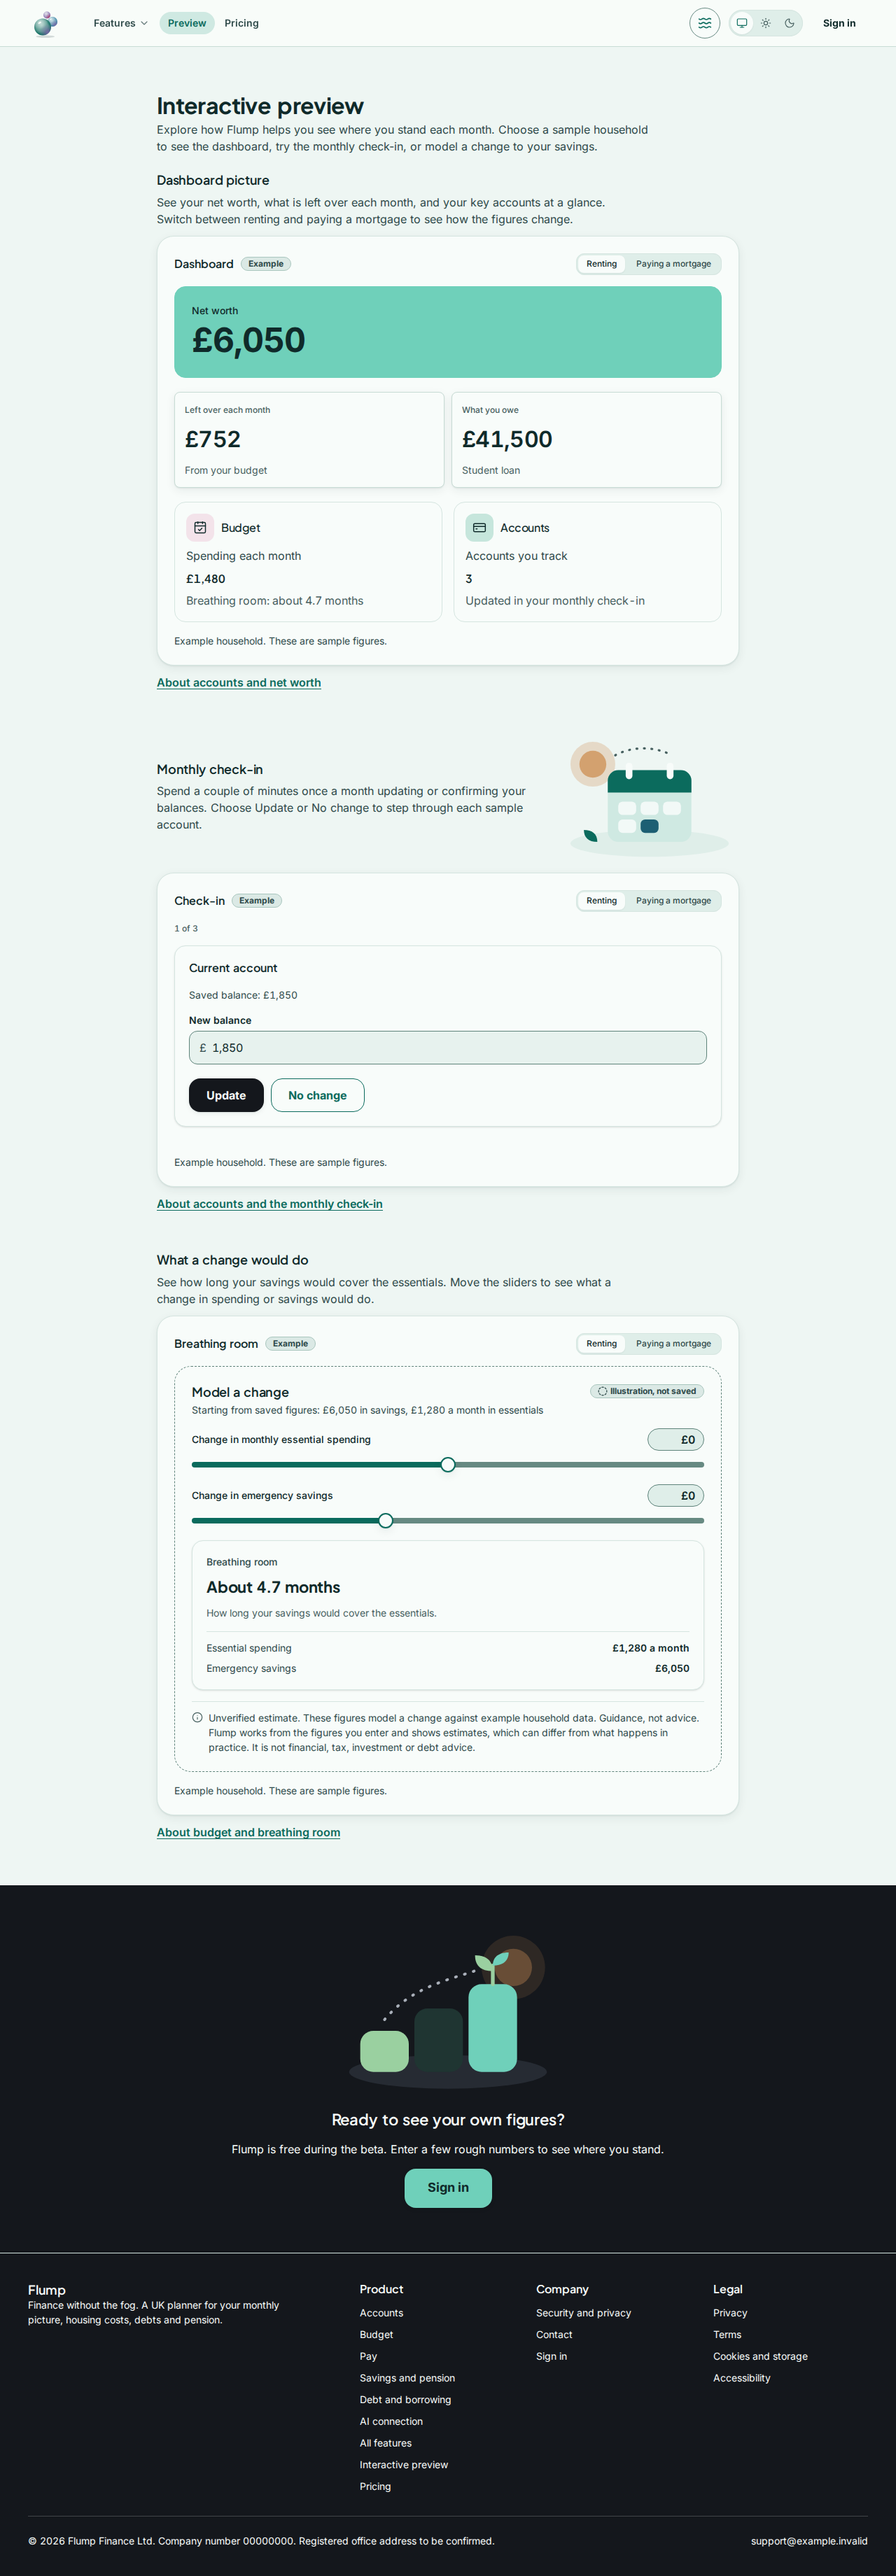 Features
Preview
Pricing
Sign in
Interactive preview
Explore how Flump helps you see where you stand each month. Choose a sample household
to see the dashboard, try the monthly check-in, or model a change to your savings.
Dashboard picture
See your net worth, what is left over each month, and your key accounts at a glance.
Switch between renting and paying a mortgage to see how the figures change.
Dashboard
Example
Renting
Paying a mortgage
Net worth
£6,050
Left over each month
£752
From your budget
What you owe
£41,500
Student loan
Budget
Spending each month
£1,480
Breathing room: about 4.7 months
Accounts
Accounts you track
3
Updated in your monthly check-in
Example household. These are sample figures.
About accounts and net worth
Monthly check-in
Spend a couple of minutes once a month updating or confirming your
balances. Choose Update or No change to step through each sample
account.
Check-in
Example
Renting
Paying a mortgage
1 of 3
Current account
Saved balance: £1,850
New balance
£ 1,850
Update
No change
Example household. These are sample figures.
About accounts and the monthly check-in
What a change would do
See how long your savings would cover the essentials. Move the sliders to see what a
change in spending or savings would do.
Breathing room
Example
Renting
Paying a mortgage
Model a change
Illustration, not saved
Starting from saved figures: £6,050 in savings, £1,280 a month in essentials
Change in monthly essential spending
£0
Change in emergency savings
£0
Breathing room
About 4.7 months
How long your savings would cover the essentials.
Essential spending
£1,280 a month
Emergency savings
£6,050
Unverified estimate. These figures model a change against example household data. Guidance, not advice.
Flump works from the figures you enter and shows estimates, which can differ from what happens in
practice. It is not financial, tax, investment or debt advice.
Example household. These are sample figures.
About budget and breathing room
Ready to see your own figures?
Flump is free during the beta. Enter a few rough numbers to see where you stand.
Sign in
Flump
Finance without the fog. A UK planner for your monthly
picture, housing costs, debts and pension.
Product
Accounts
Budget
Pay
Savings and pension
Debt and borrowing
AI connection
All features
Interactive preview
Pricing
Company
Security and privacy
Contact
Sign in
Legal
Privacy
Terms
Cookies and storage
Accessibility
© 2026 Flump Finance Ltd. Company number 00000000. Registered office address to be confirmed.
support@example.invalid